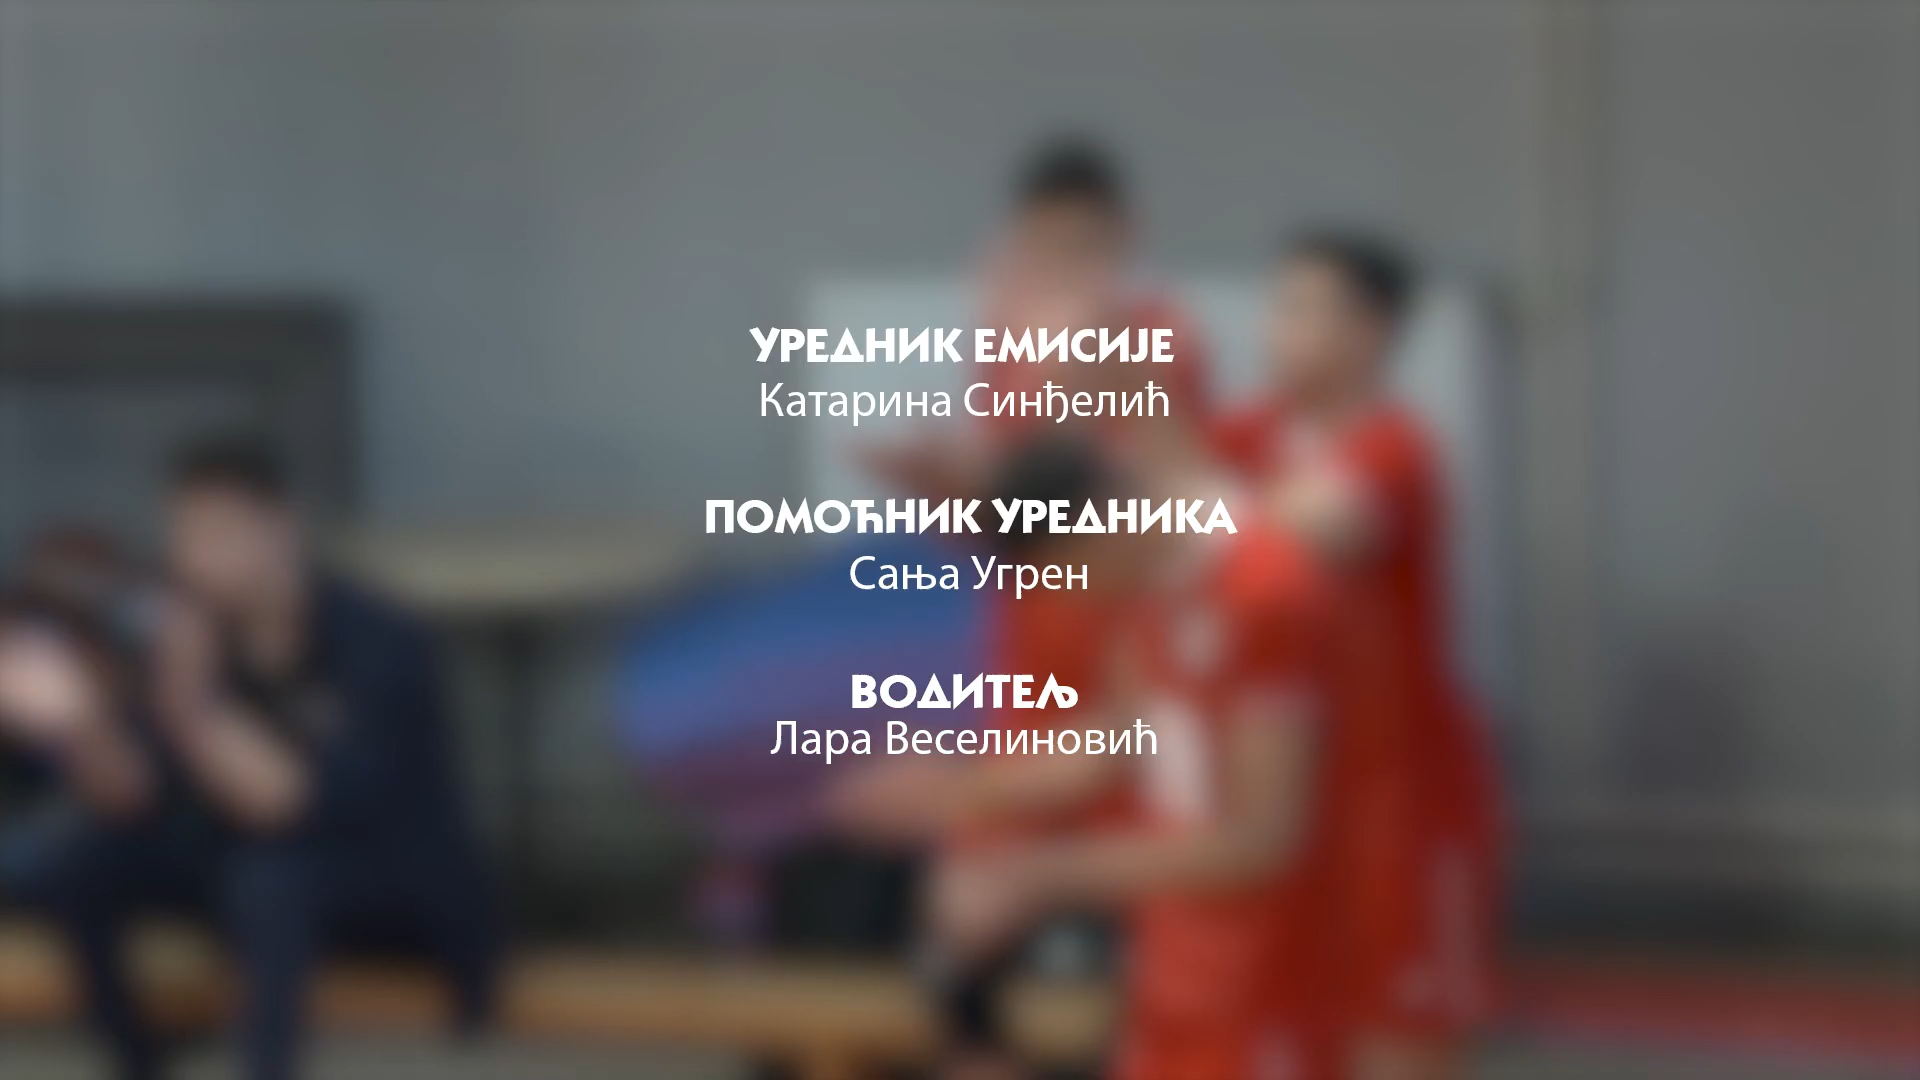 УРЕДНИК ЕМИСИЈЕ
Катарина Синђелић
ПОМОЋНИК УРЕДНИКА
Сања Угрен
ВОДИТЕЉ
Лара Веселиновић